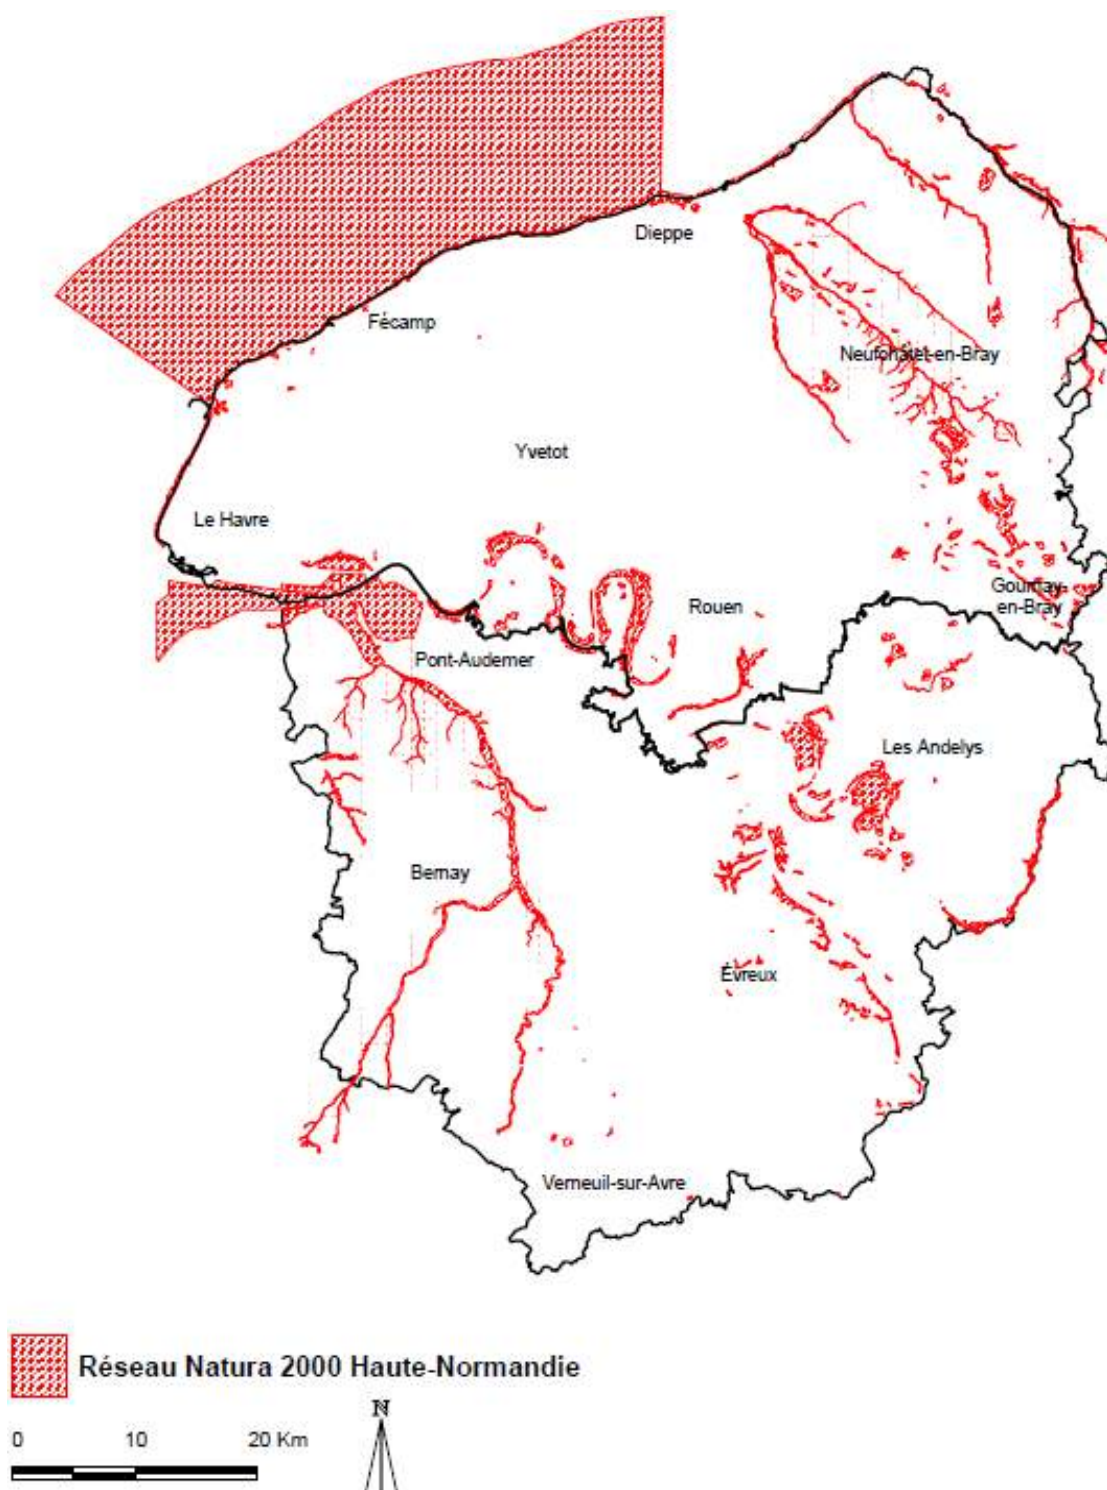 Dieppe
Fécamp
Neufchâtel-en-Bray
Yvetot
Le Havre
Rouen
Gournay-
en-Bray
Pont-Audemer
Les Andelys
Bernay
Évreux
Verneuil-sur-Avre
Réseau Natura 2000 Haute-Normandie
0 10 20 Km
N